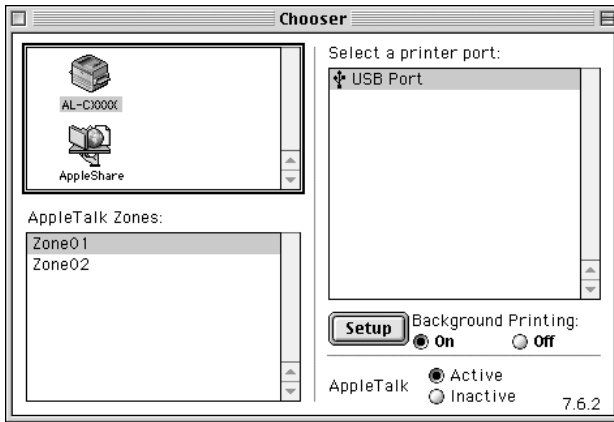 Chooser
AL-CXXXX
AppleShare
AppleTalk Zones:
Zone01
Zone02
Select a printer port:
USB Port
Setup
Background Printing:
On Off
AppleTalk
Active
Inactive
7.6.2